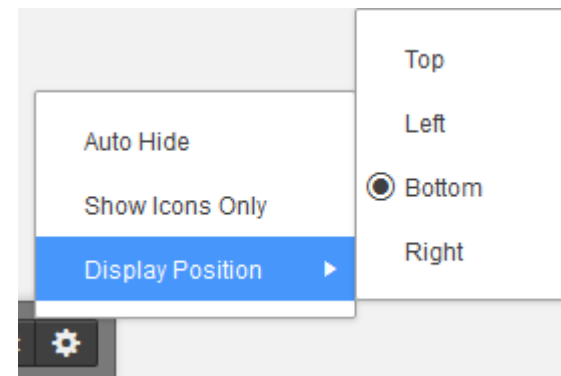 Auto Hide
Show Icons Only
Display Position
Top
Left
Bottom
Right